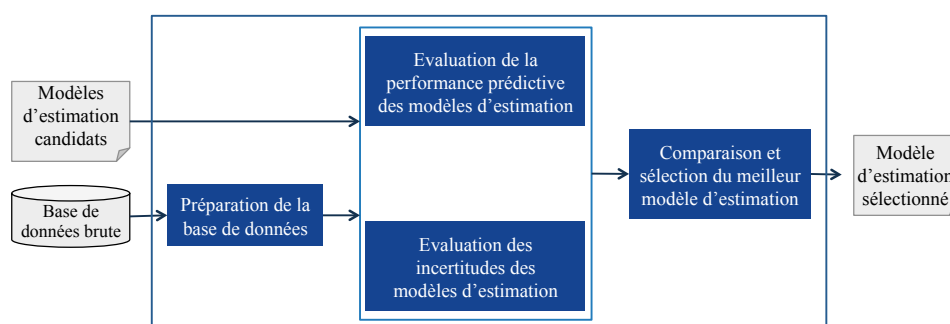 Modèles
d’estimation
candidats
Base de
données brute
Préparation de la
base de données
Evaluation de la
performance prédictive
des modèles d’estimation
Evaluation des
incertitudes des
modèles d’estimation
Comparaison et
sélection du meilleur
modèle d’estimation
Modèle
d’estimation
sélectionné